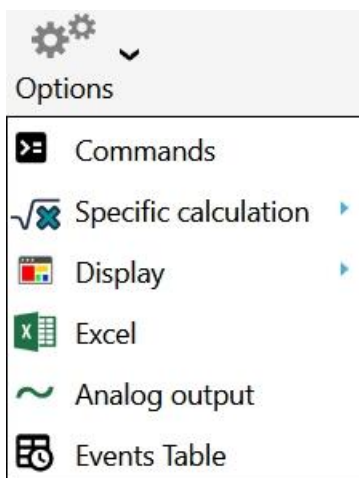 Options
Commands
Specific calculation
Display
Excel
Analog output
Events Table